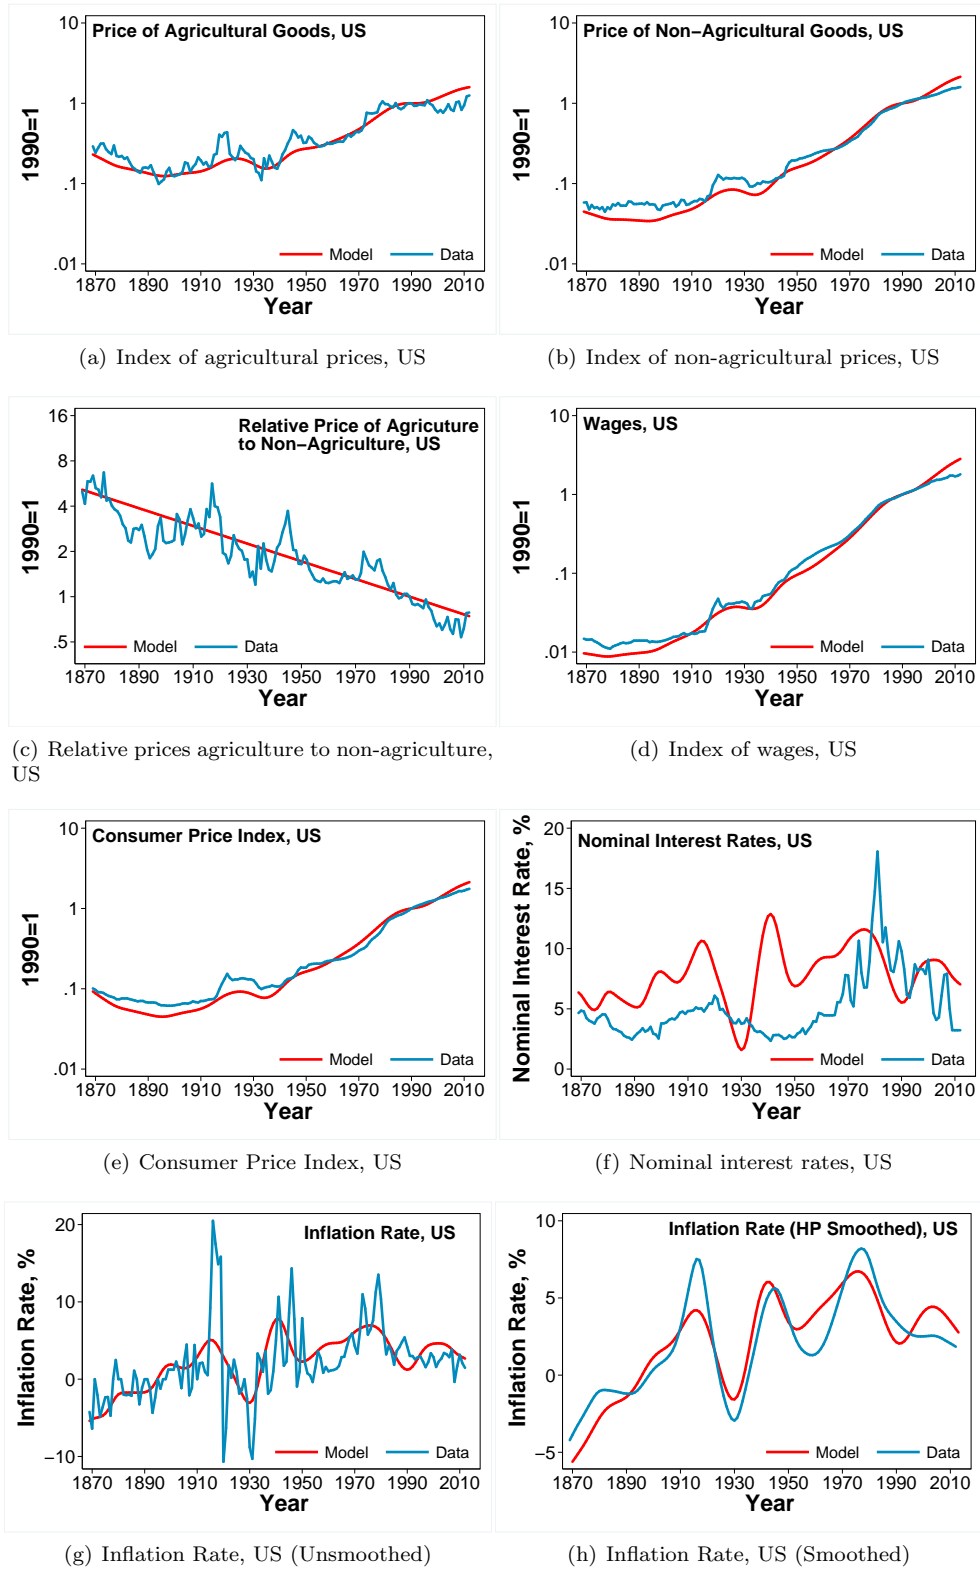 Price of Agricultural Goods, US
1990=1
10
1
.1
.01
Model
Data
1870 1890 1910 1930 1950 1970 1990 2010
Year
(a) Index of agricultural prices, US
Price of Non−Agricultural Goods, US
1990=1
10
1
.1
.01
Model
Data
1870 1890 1910 1930 1950 1970 1990 2010
Year
(b) Index of non-agricultural prices, US
Relative Price of Agricuture
to Non−Agriculture, US
1990=1
16
8
4
2
1
.5
Model
Data
1870 1890 1910 1930 1950 1970 1990 2010
Year
(c) Relative prices agriculture to non-agriculture,
US
Wages, US
1990=1
10
1
.1
.01
Model
Data
1870 1890 1910 1930 1950 1970 1990 2010
Year
(d) Index of wages, US
Consumer Price Index, US
1990=1
10
1
.1
.01
Model
Data
1870 1890 1910 1930 1950 1970 1990 2010
Year
(e) Consumer Price Index, US
Nominal Interest Rates, US
Nominal Interest Rate, %
20
15
10
5
0
Model
Data
1870 1890 1910 1930 1950 1970 1990 2010
Year
(f) Nominal interest rates, US
Inflation Rate, US
Inflation Rate, %
20
10
0
−10
Model
Data
1870 1890 1910 1930 1950 1970 1990 2010
Year
(g) Inflation Rate, US (Unsmoothed)
Inflation Rate (HP Smoothed), US
Inflation Rate, %
10
5
0
−5
Model
Data
1870 1890 1910 1930 1950 1970 1990 2010
Year
(h) Inflation Rate, US (Smoothed)